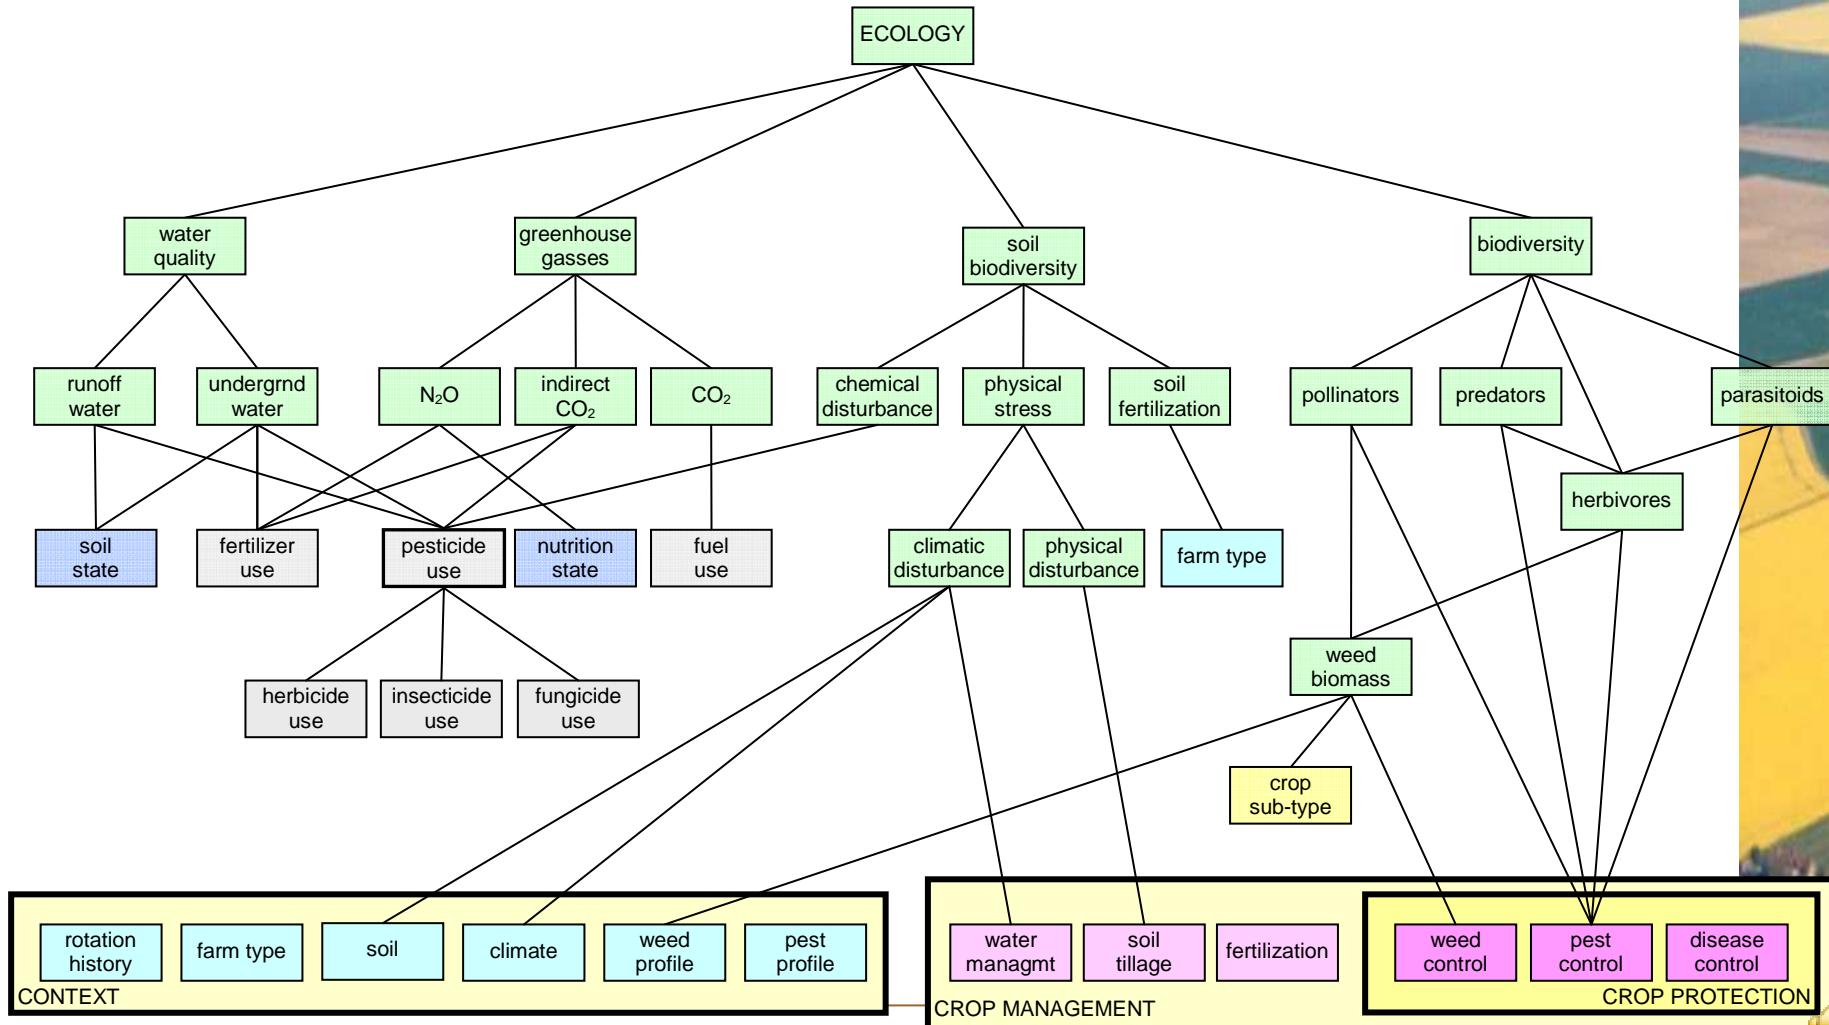 ECOLOGY
water
quality
greenhouse
gasses
soil
biodiversity
biodiversity
runoff
water
undergrnd
water
N₂O
indirect
CO₂
CO₂
chemical
disturbance
physical
stress
soil
fertilization
pollinators
predators
parasitoids
herbivores
soil
state
fertilizer
use
pesticide
use
nutrition
state
fuel
use
climatic
disturbance
physical
disturbance
farm type
weed
biomass
herbicide
use
insecticide
use
fungicide
use
crop
sub-type
rotation
history
farm type
soil
climate
weed
profile
pest
profile
CONTEXT
water
managmt
soil
tillage
fertilization
weed
control
pest
control
disease
control
CROP PROTECTION
CROP MANAGEMENT